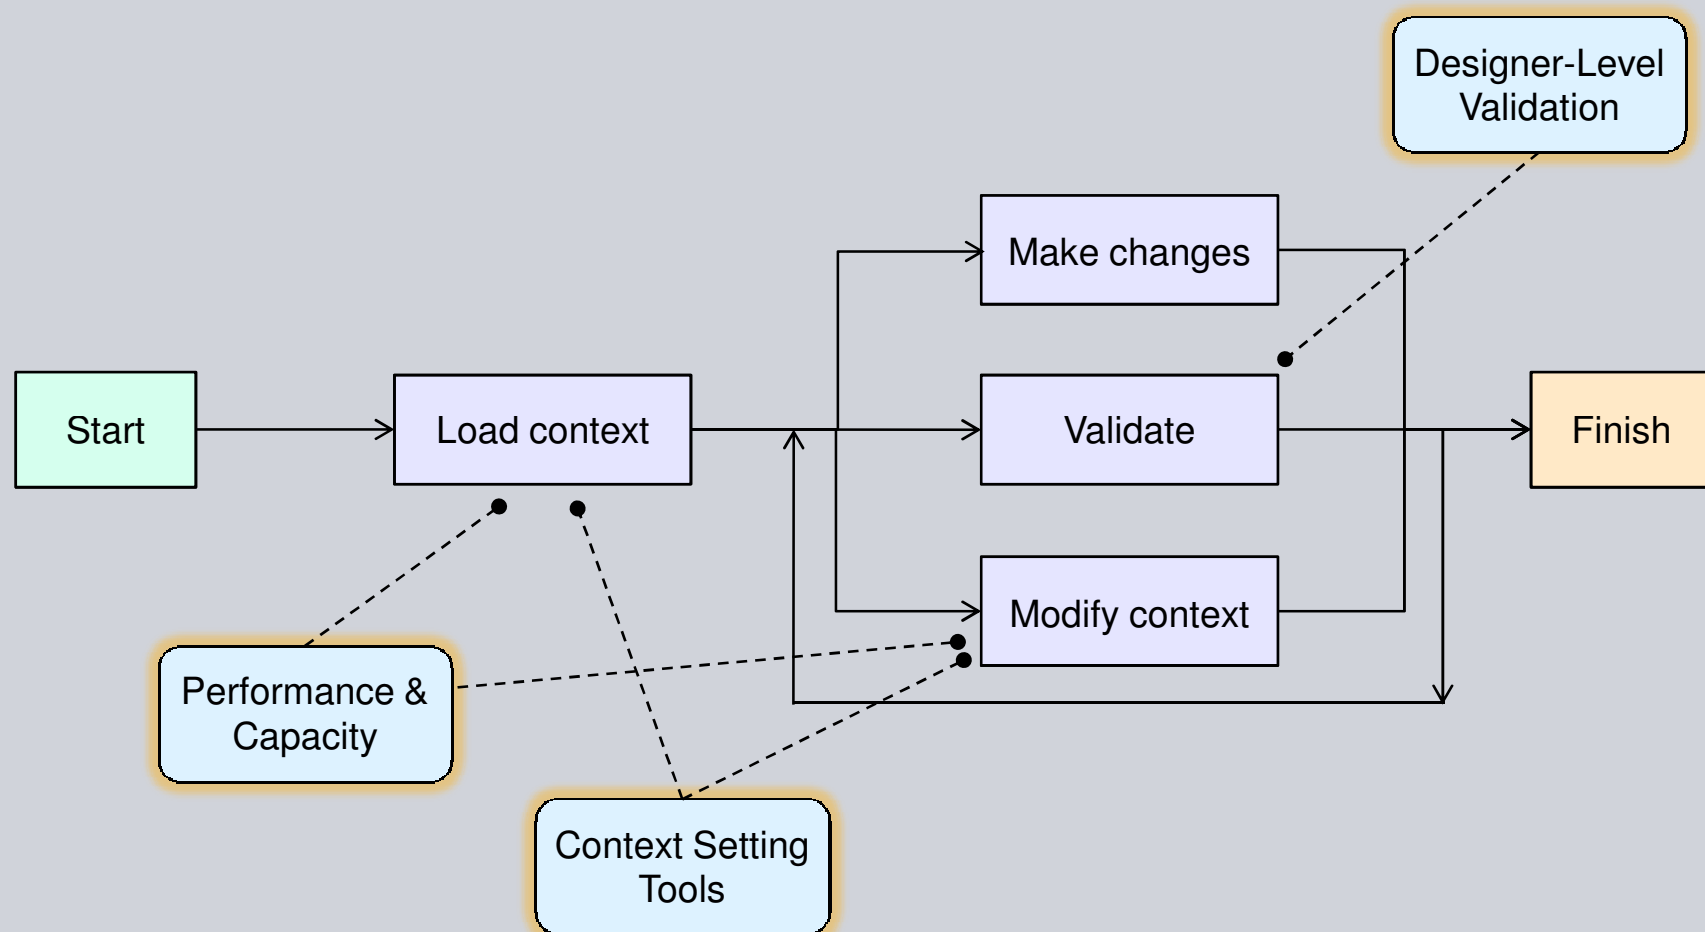 Designer-Level
Validation
Make changes
Start
Load context
Validate
Finish
Modify context
Performance &
Capacity
Context Setting
Tools